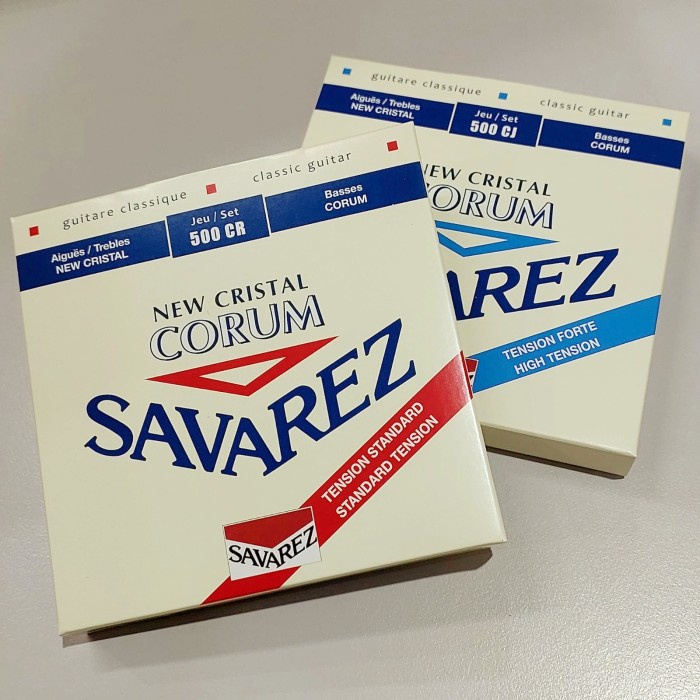 guitare classique classic guitar
Aiguës / Trebles
NEW CRISTAL
Jeu / Set
500 CR
Basses
CORUM
NEW CRISTAL
CORUM
SAVAREZ
TENSION STANDARD
STANDARD TENSION
SAVAREZ
guitare classique classic guitar
Aiguës / Trebles
NEW CRISTAL
Jeu / Set
500 CJ
Basses
CORUM
NEW CRISTAL
CORUM
AREZ
TENSION FORTE
HIGH TENSION